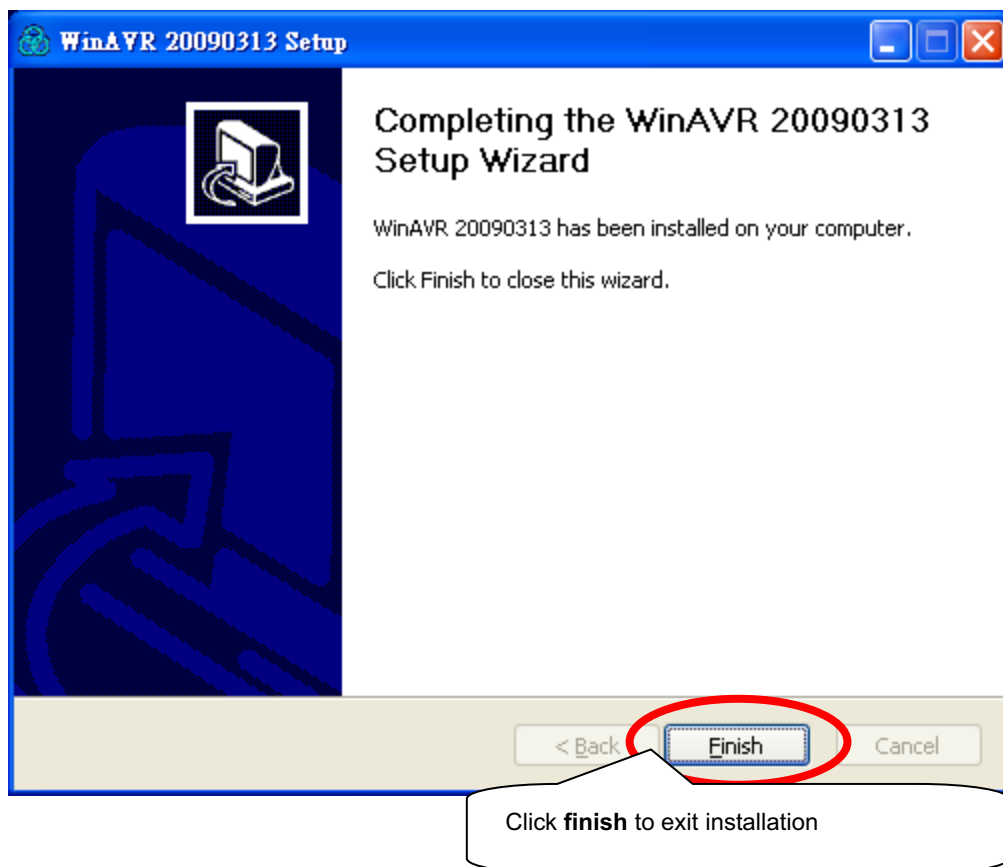 WinAVR 20090313 Setup
Completing the WinAVR 20090313
Setup Wizard
WinAVR 20090313 has been installed on your computer.
Click Finish to close this wizard.
< Back
Finish
Cancel
Click finish to exit installation